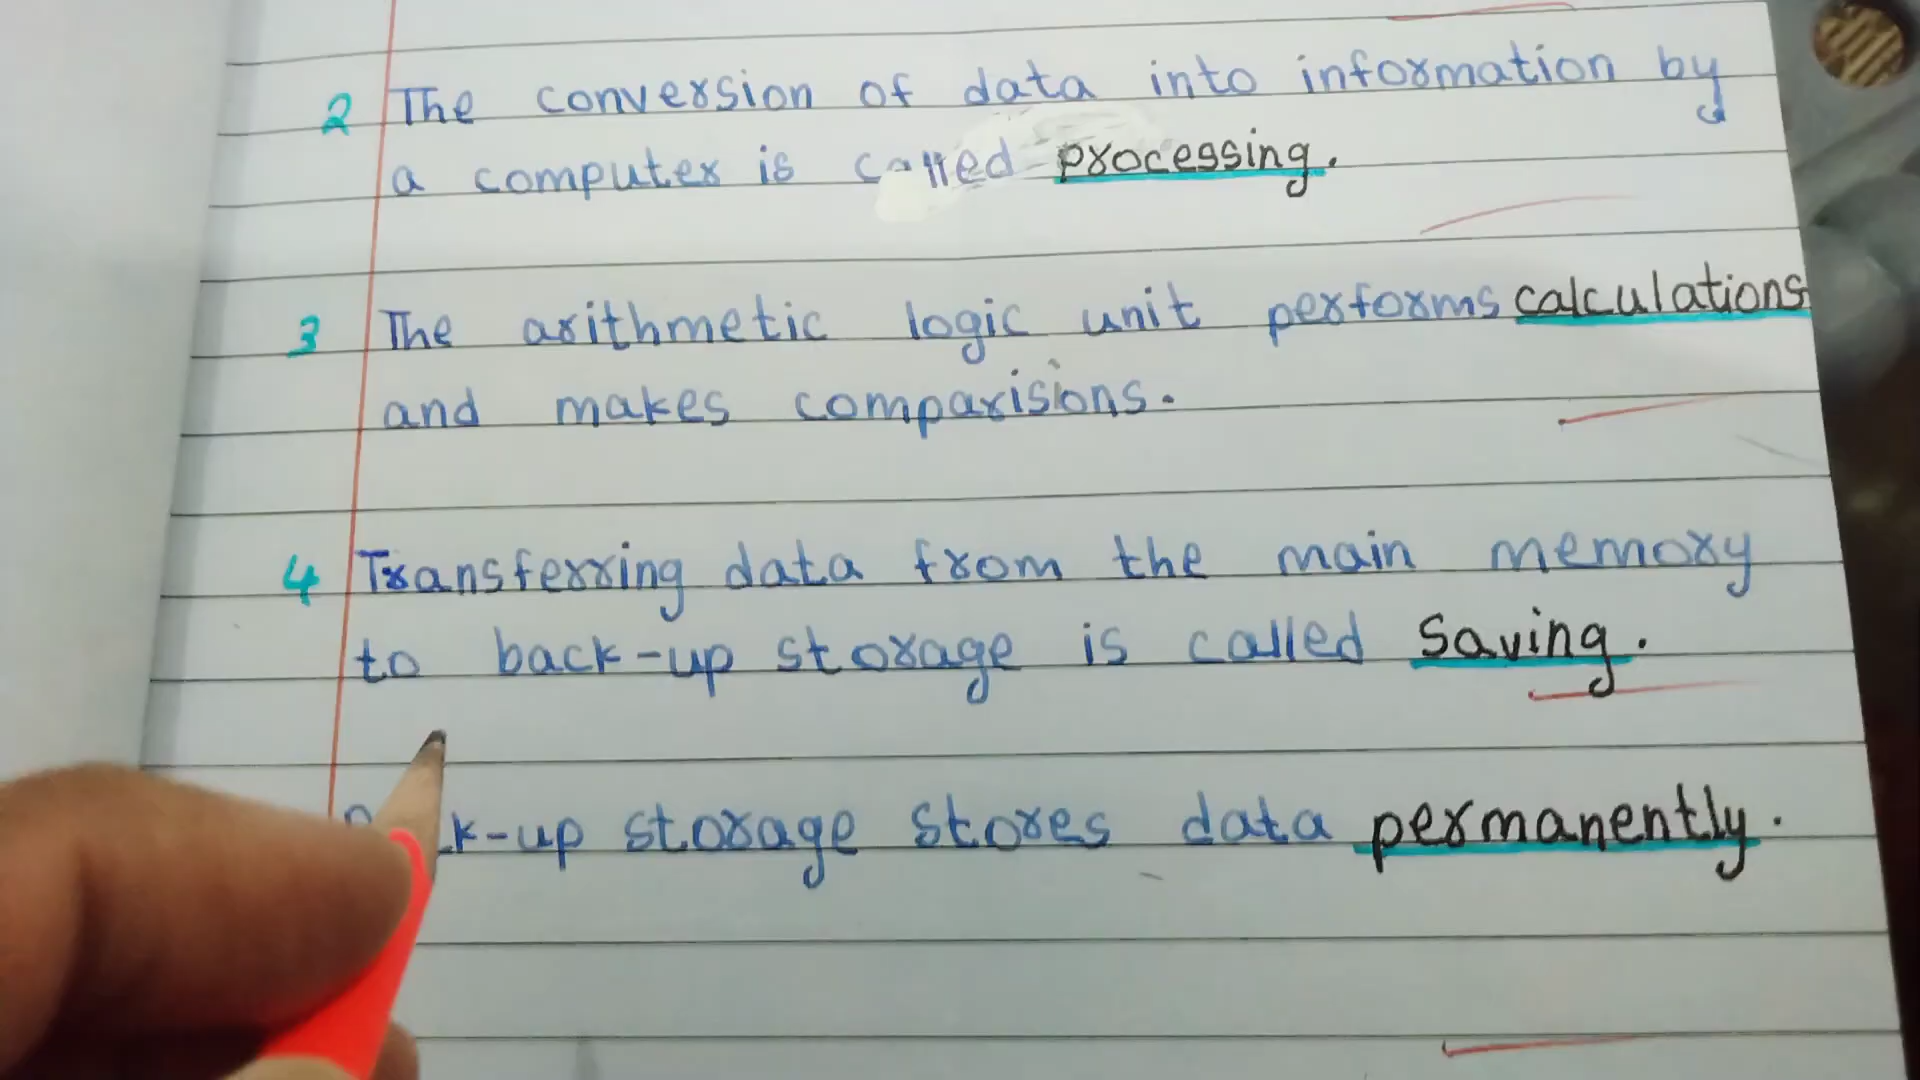 2 The conversion of data into information by
a computer is called processing.
3 The arithmetic logic unit performs calculations
and makes comparisions.
4 Transferring data from the main memory
to back-up storage is called saving.
k-up storage stores data permanently.